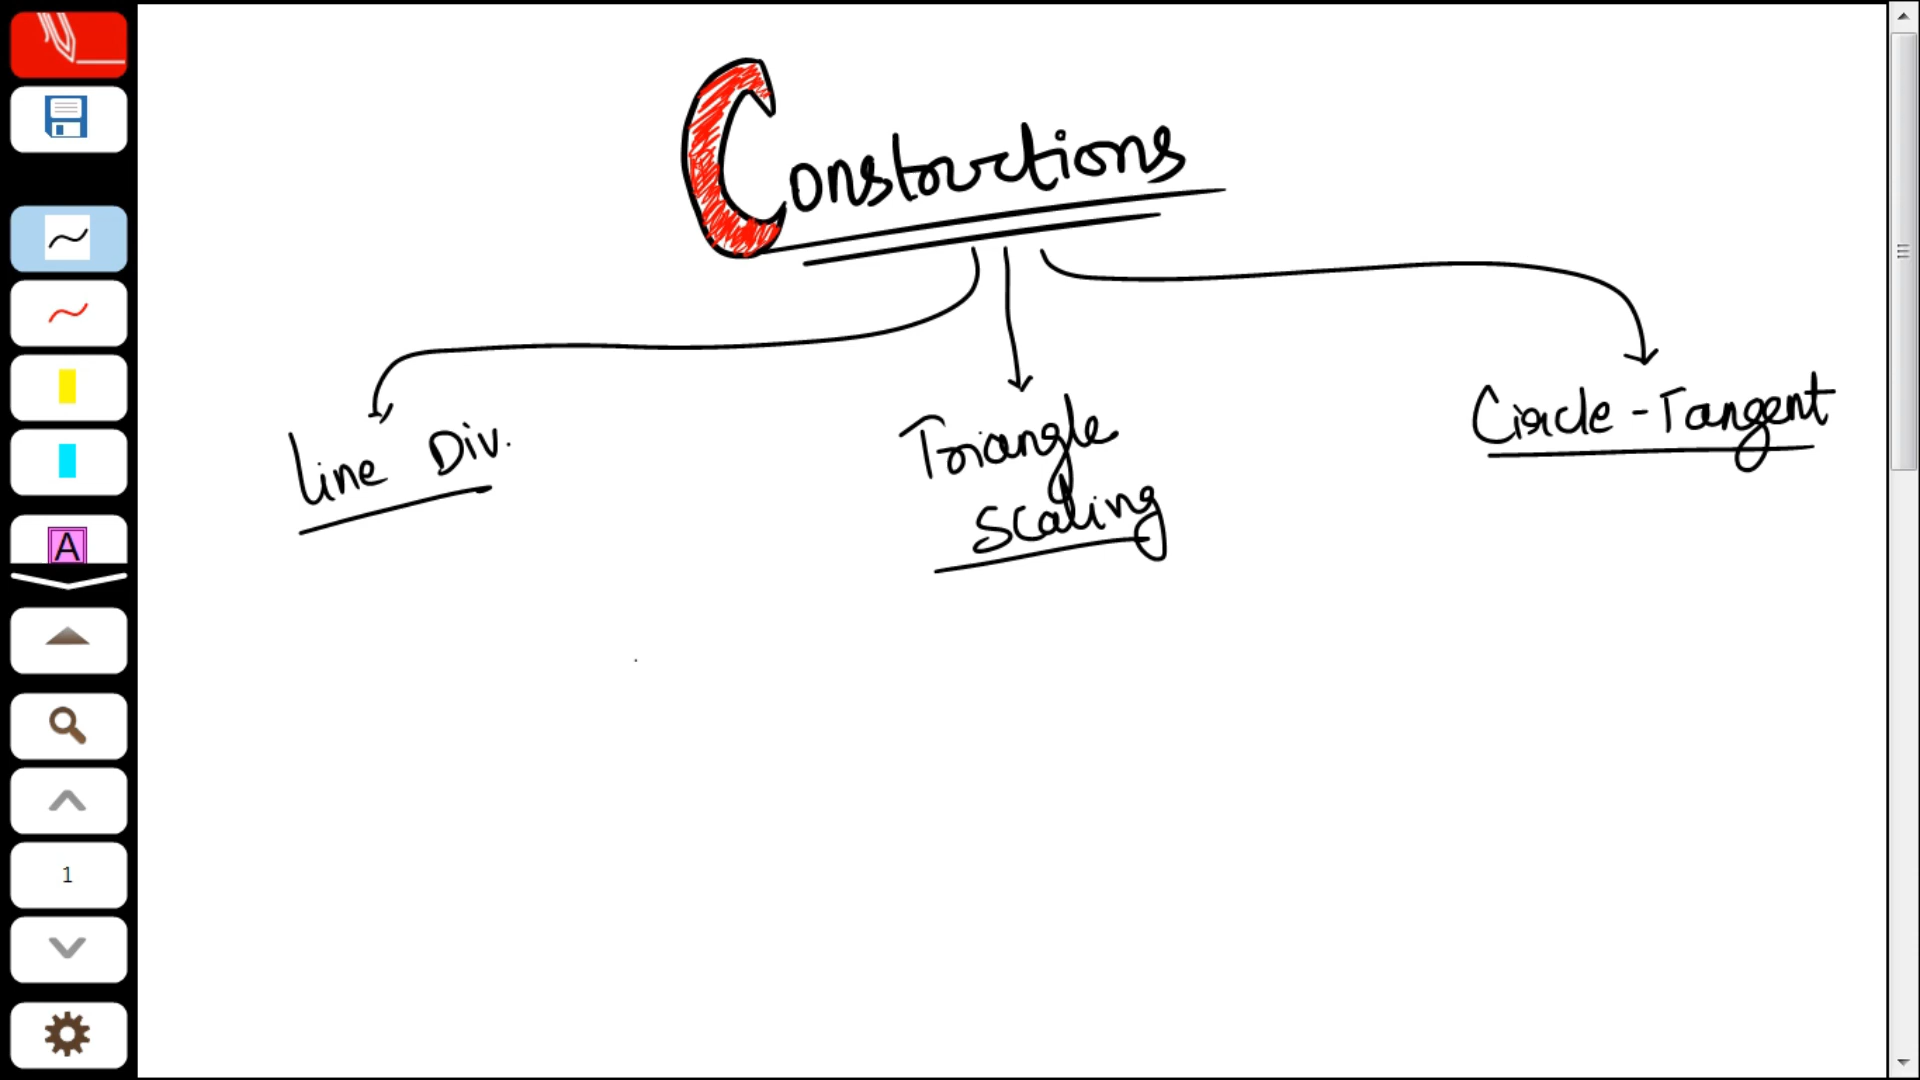 Constructions
Line Div.
Triangle
Scaling
Circle - Tangent
A
1